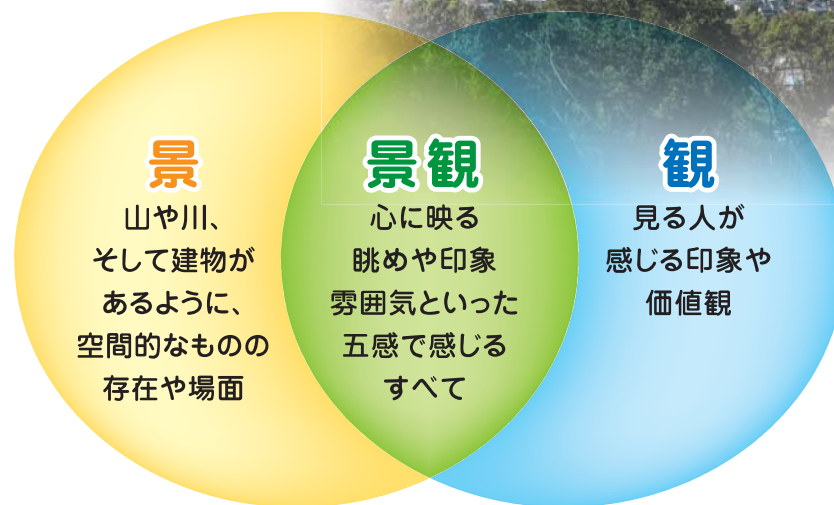 景
山や川、
そして建物が
あるように、
空間的なものの
存在や場面
景観
心に映る
眺めや印象
雰囲気といった
五感で感じる
すべて
観
見る人が
感じる印象や
価値観